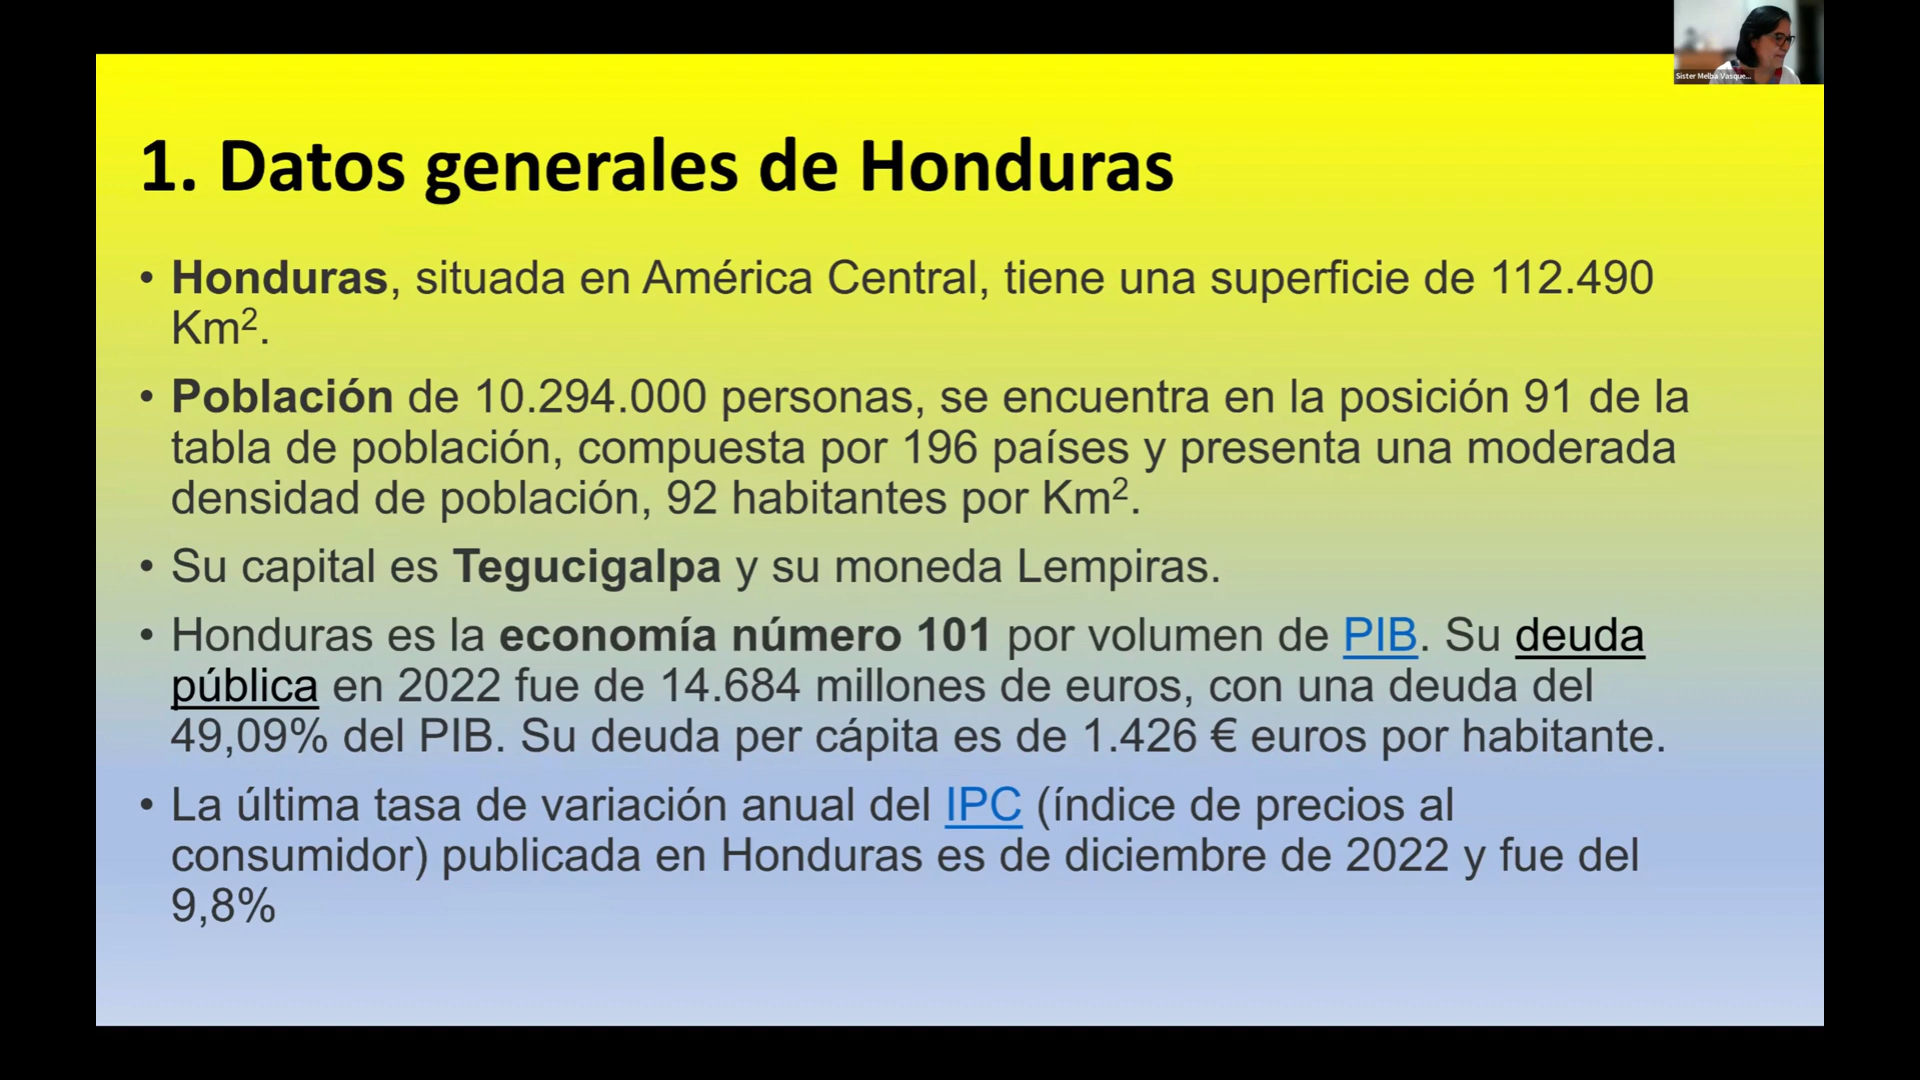 Sister Melba Vasque...
1. Datos generales de Honduras
• Honduras, situada en América Central, tiene una superficie de 112.490
Km².
• Población de 10.294.000 personas, se encuentra en la posición 91 de la
tabla de población, compuesta por 196 países y presenta una moderada
densidad de población, 92 habitantes por Km².
• Su capital es Tegucigalpa y su moneda Lempiras.
• Honduras es la economía número 101 por volumen de PIB. Su deuda
pública en 2022 fue de 14.684 millones de euros, con una deuda del
49,09% del PIB. Su deuda per cápita es de 1.426 € euros por habitante.
• La última tasa de variación anual del IPC (índice de precios al
consumidor) publicada en Honduras es de diciembre de 2022 y fue del
9,8%